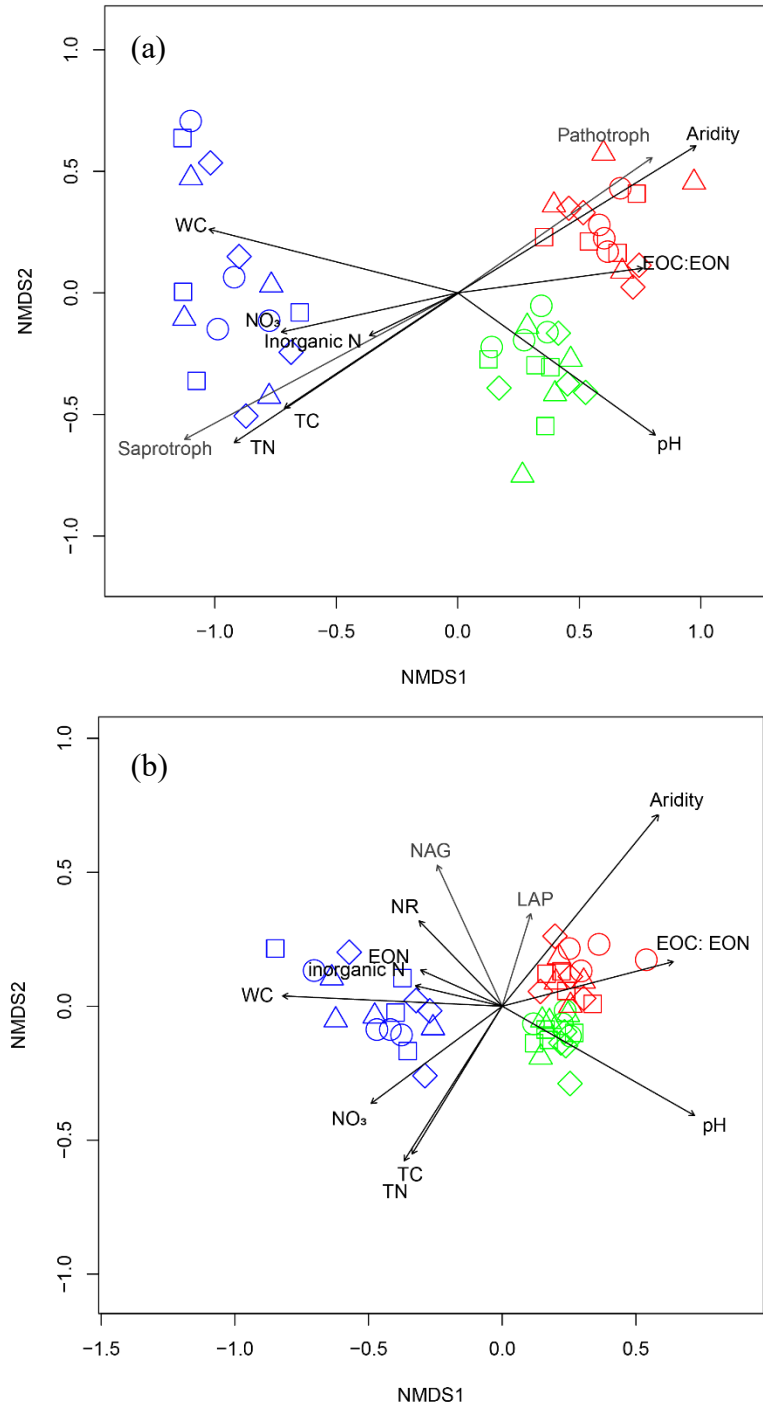 (a)
1.0
0.5
0.0
−0.5
−1.0
NMDS2
Pathotroph
Aridity
WC
EOC:EON
NO₃
Inorganic N
TC
Saprotroph
TN
pH
−1.0
−0.5
0.0
0.5
1.0
NMDS1
(b)
1.0
0.5
0.0
−0.5
−1.0
NMDS2
Aridity
NAG
LAP
NR
EOC: EON
EON
inorganic N
WC
NO₃
pH
TC
TN
−1.5
−1.0
−0.5
0.0
0.5
NMDS1